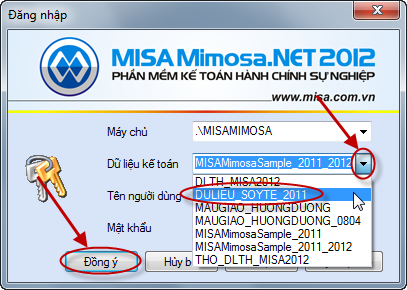 Đăng nhập
MISA Mimosa.NET 2012
PHẦN MỀM KẾ TOÁN HÀNH CHÍNH SỰ NGHIỆP
www.misa.com.vn
Máy chủ
.\MISAMIMOSA
Dữ liệu kế toán
MISAMimosaSample_2011_2012
DLTH_MISA2012
DULIEU_SOYTE_2011
Tên người dùng
MAUGIAO_HUONGDUONG
MAUGIAO_HUONGDUONG_0804
Mật khẩu
MISAMimosaSample_2011
MISAMimosaSample_2011_2012
THO_DLTH_MISA2012
Đồng ý
Hủy b